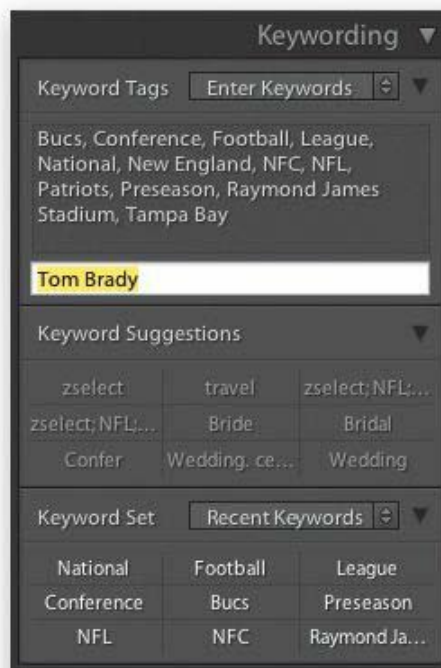 Keywording
Keyword Tags Enter Keywords
Bucs, Conference, Football, League,
National, New England, NFC, NFL,
Patriots, Preseason, Raymond James
Stadium, Tampa Bay
Tom Brady
Keyword Suggestions
zselect travel zselect; NFL;...
zselect; NFL;... Bride Bridal
Confer Wedding. ce... Wedding
Keyword Set Recent Keywords
National Football League
Conference Bucs Preseason
NFL NFC Raymond Ja...